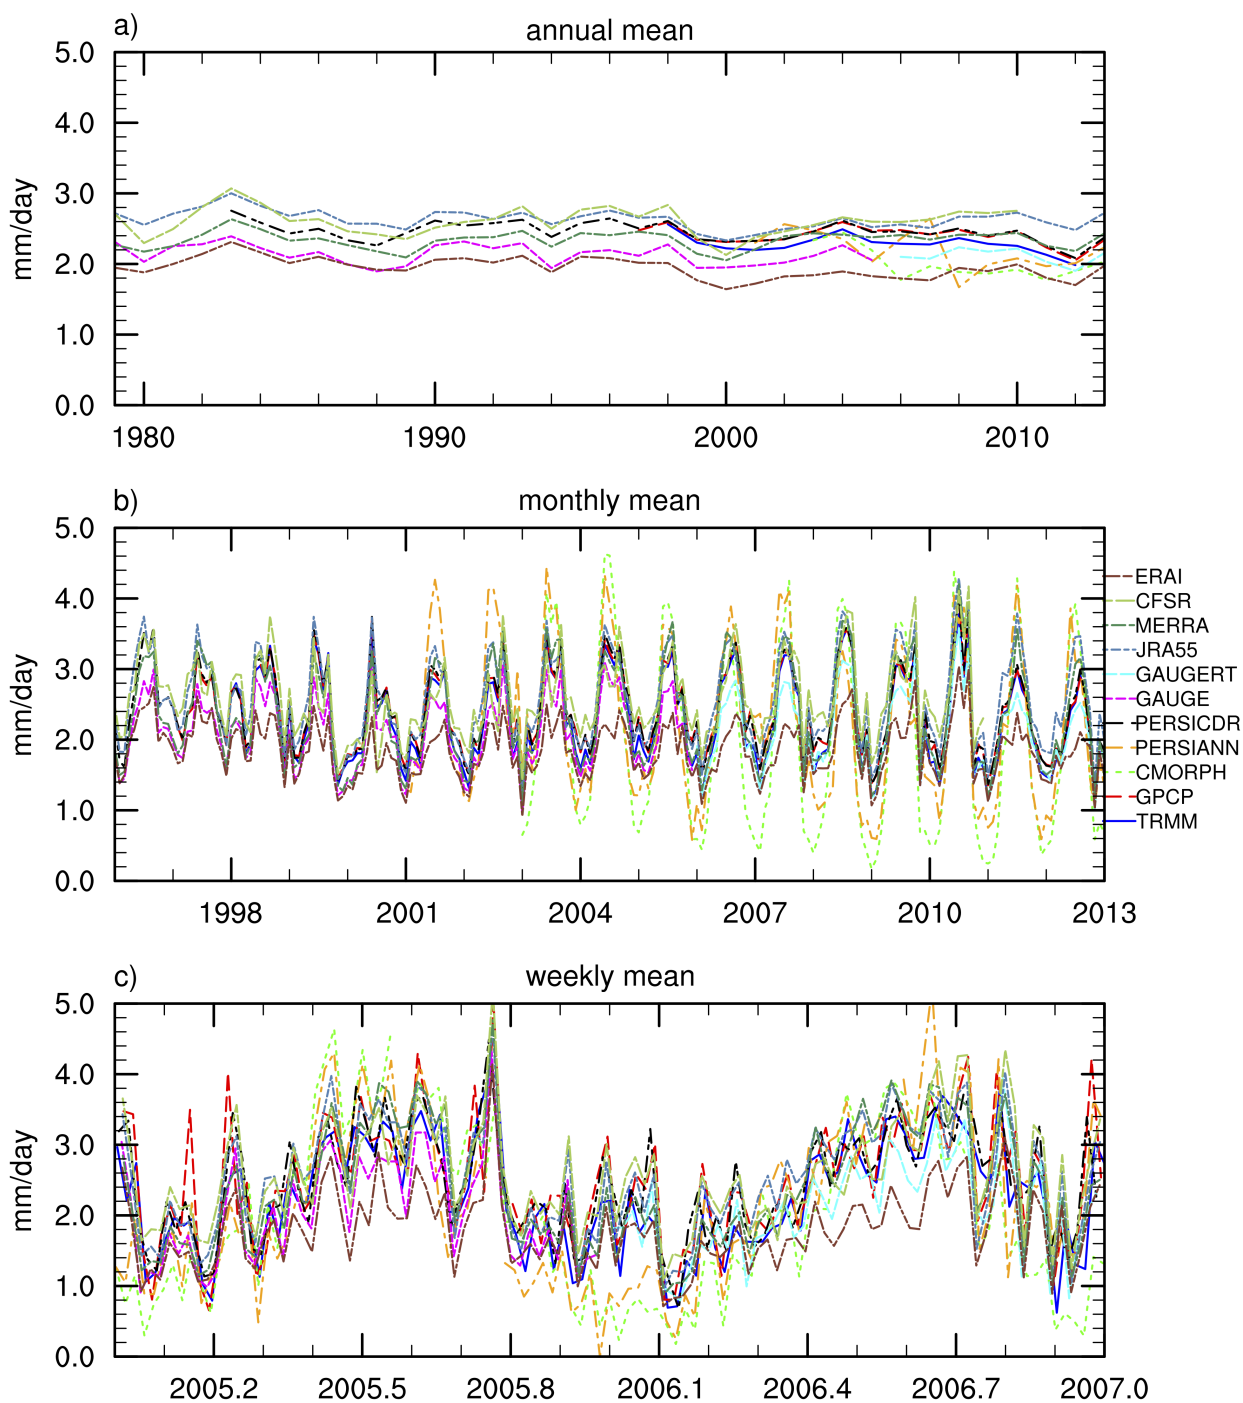 a)
annual mean
5.0
4.0
3.0
2.0
1.0
0.0
mm/day
1980 1990 2000 2010
b)
monthly mean
5.0
4.0
3.0
2.0
1.0
0.0
mm/day
1998 2001 2004 2007 2010 2013
ERAI
CFSR
MERRA
JRA55
GAUGERT
GAUGE
PERSICDR
PERSIANN
CMORPH
GPCP
TRMM
c)
weekly mean
5.0
4.0
3.0
2.0
1.0
0.0
mm/day
2005.2 2005.5 2005.8 2006.1 2006.4 2006.7 2007.0